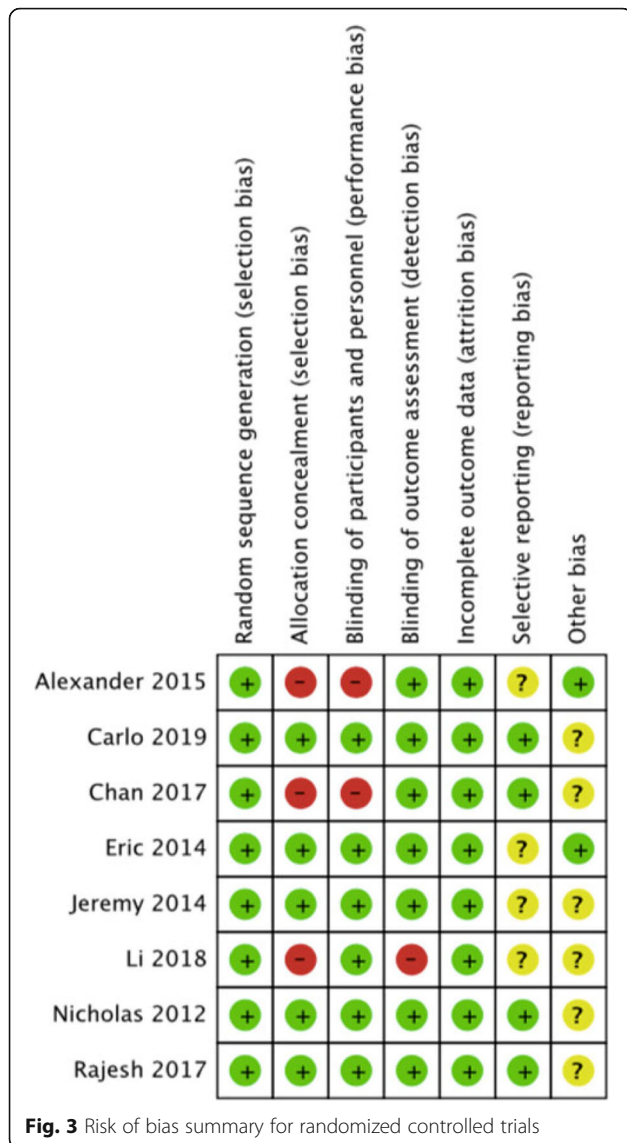 Random sequence generation (selection bias)
Allocation concealment (selection bias)
Blinding of participants and personnel (performance bias)
Blinding of outcome assessment (detection bias)
Incomplete outcome data (attrition bias)
Selective reporting (reporting bias)
Other bias
Alexander 2015 + - - + + ? +
Carlo 2019 + + + + + + ?
Chan 2017 + - - + + + ?
Eric 2014 + + + + + ? +
Jeremy 2014 + + + + + ? ?
Li 2018 + - + - + ? ?
Nicholas 2012 + + + + + + ?
Rajesh 2017 + + + + + + ?
Fig. 3 Risk of bias summary for randomized controlled trials